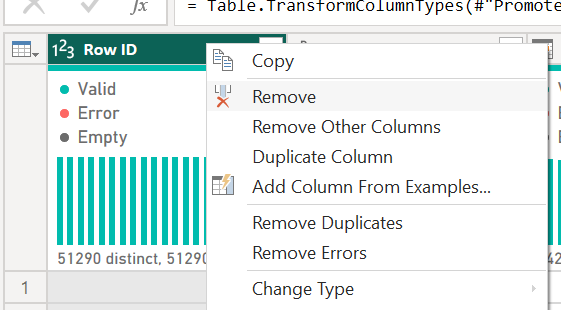 fx = Table.TransformColumnTypes(#"Promote
1²3 Row ID
Valid
Error
Empty
51290 distinct, 51290
1
Copy
Remove
Remove Other Columns
Duplicate Column
Add Column From Examples...
Remove Duplicates
Remove Errors
Change Type